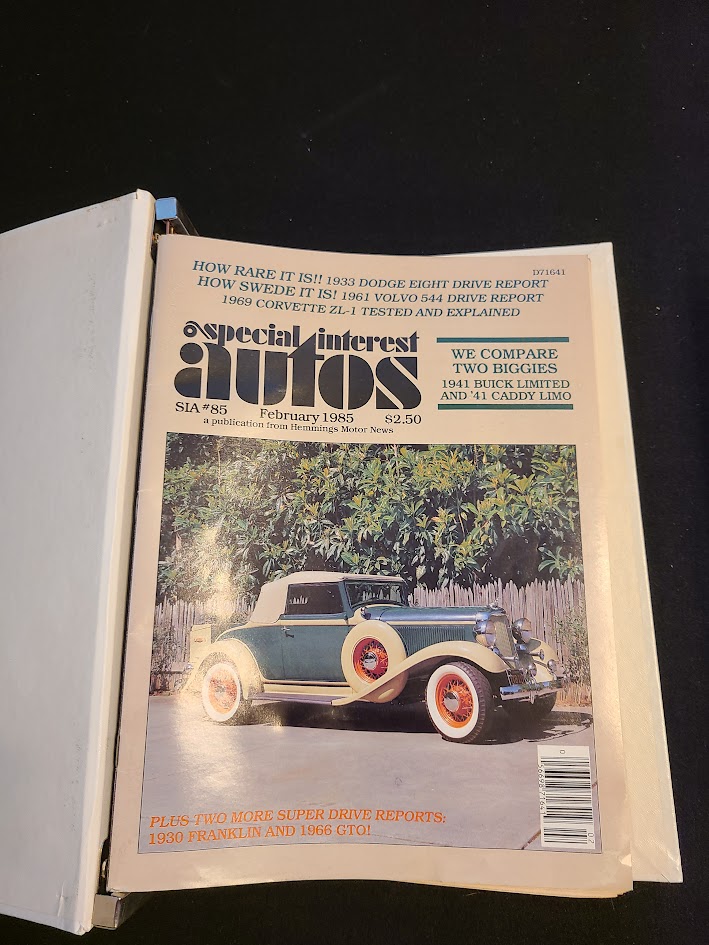 HOW RARE IT IS!! 1933 DODGE EIGHT DRIVE REPORT
D71641
HOW SWEDE IT IS! 1961 VOLVO 544 DRIVE REPORT
1969 CORVETTE ZL-1 TESTED AND EXPLAINED
special interest
autos
SIA #85 February 1985 $2.50
a publication from Hemmings Motor News
WE COMPARE
TWO BIGGIES
1941 BUICK LIMITED
AND '41 CADDY LIMO
PLUS TWO MORE SUPER DRIVE REPORTS:
1930 FRANKLIN AND 1966 GTO!
02